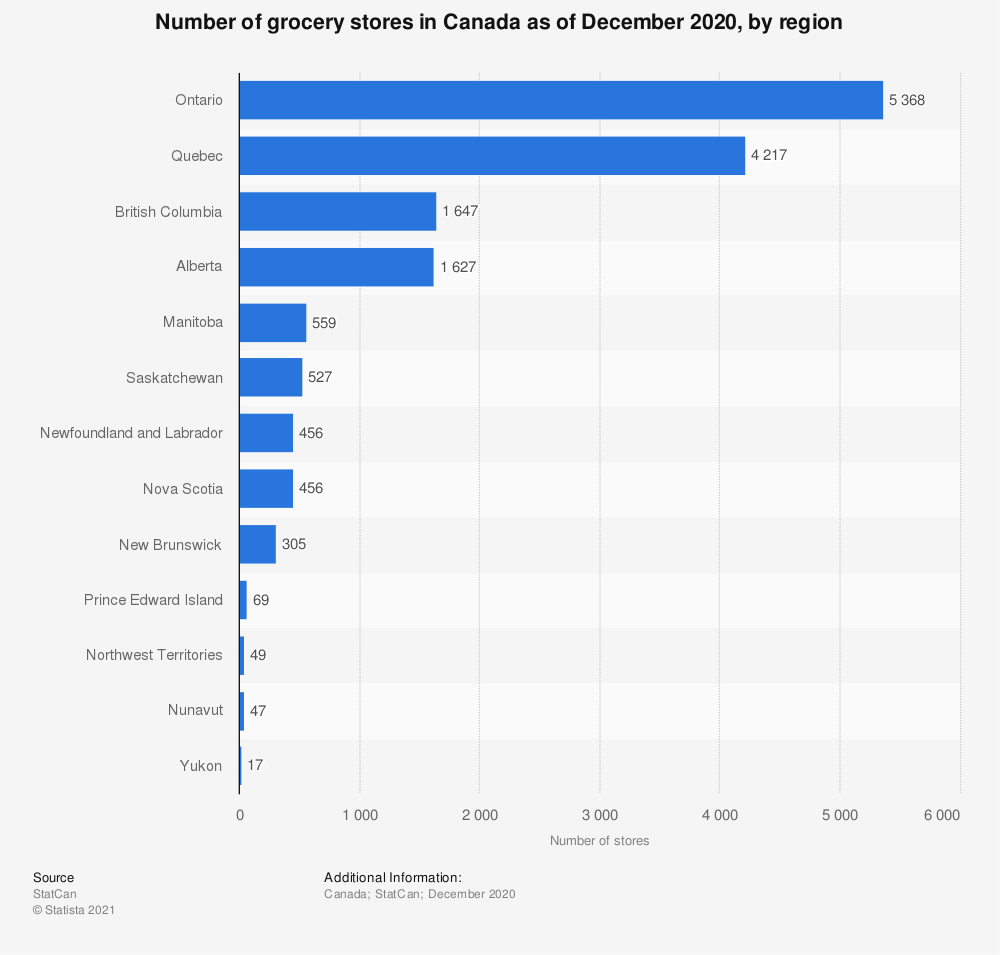 Number of grocery stores in Canada as of December 2020, by region
Ontario 5 368
Quebec 4 217
British Columbia 1 647
Alberta 1 627
Manitoba 559
Saskatchewan 527
Newfoundland and Labrador 456
Nova Scotia 456
New Brunswick 305
Prince Edward Island 69
Northwest Territories 49
Nunavut 47
Yukon 17
0 1 000 2 000 3 000 4 000 5 000 6 000
Number of stores
Source
StatCan
© Statista 2021
Additional Information:
Canada; StatCan; December 2020